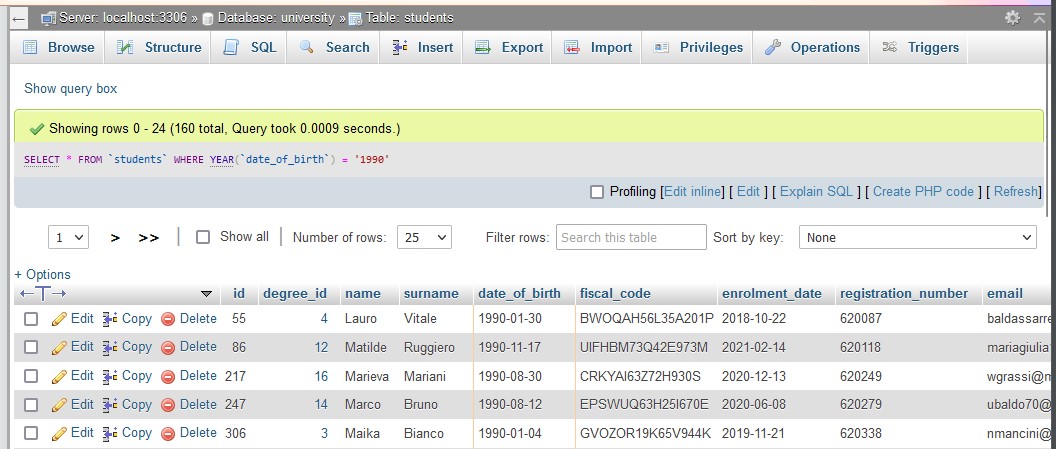 Server: localhost:3306 » Database: university » Table: students
Browse Structure SQL Search Insert Export Import Privileges Operations Triggers
Show query box
Showing rows 0 - 24 (160 total, Query took 0.0009 seconds.)
SELECT * FROM `students` WHERE YEAR(`date_of_birth`) = '1990'
Profiling [Edit inline] [ Edit ] [ Explain SQL ] [ Create PHP code ] [ Refresh]
1 > >> Show all Number of rows: 25 Filter rows: Search this table Sort by key: None
+ Options
←T→ id degree_id name surname date_of_birth fiscal_code enrolment_date registration_number email
Edit Copy Delete 55 4 Lauro Vitale 1990-01-30 BWOQAH56L35A201P 2018-10-22 620087 baldassarre
Edit Copy Delete 86 12 Matilde Ruggiero 1990-11-17 UIFHBM73Q42E973M 2021-02-14 620118 mariagiulia
Edit Copy Delete 217 16 Marieva Mariani 1990-08-30 CRKYAI63Z72H930S 2020-12-13 620249 wgrassi@m
Edit Copy Delete 247 14 Marco Bruno 1990-08-12 EPSWUQ63H25I670E 2020-06-08 620279 ubaldo70@
Edit Copy Delete 306 3 Maika Bianco 1990-01-04 GVOZOR19K65V944K 2019-11-21 620338 nmancini@